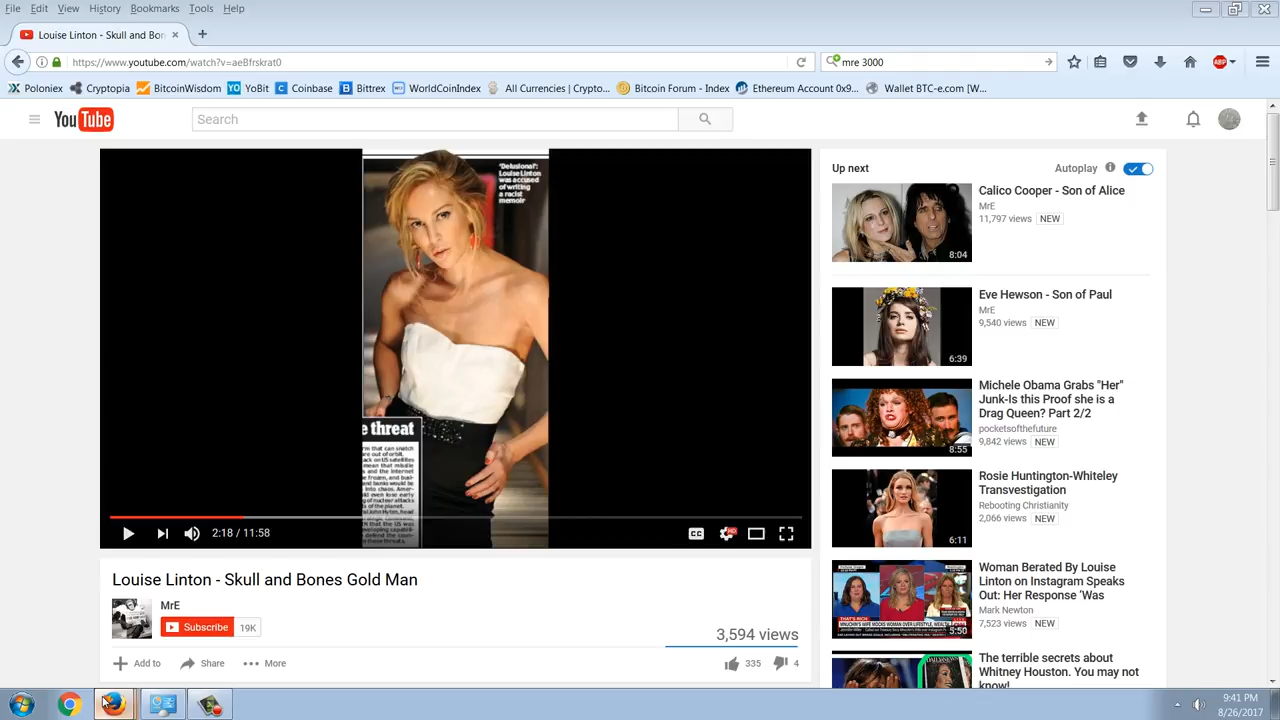 File Edit View History Bookmarks Tools Help
Louise Linton - Skull and Bon
https://www.youtube.com/watch?v=aeBfrskrat0
mre 3000
ABP
Poloniex Cryptopia BitcoinWisdom YoBit Coinbase Bittrex WorldCoinIndex All Currencies (Crypto... Bitcoin Forum - Index Ethereum Account 0x9... Wallet BTC-e.com [W...
YouTube
Search
"Delusional":
Louise Linton
was accused
of writing
a racist
memoir
e threat
2:18 / 11:58
CC
HD
Louise Linton - Skull and Bones Gold Man
MrE
Subscribe
3,594 views
Add to Share More
335 4
Up next
Autoplay
Calico Cooper - Son of Alice
MrE
11,797 views NEW
8:04
Eve Hewson - Son of Paul
MrE
9,540 views NEW
6:39
Michele Obama Grabs "Her"
Junk-Is this Proof she is a
Drag Queen? Part 2/2
pocketsofthefuture
9,842 views NEW
8:55
Rosie Huntington-Whiteley
Transvestigation
Rebooting Christianity
2,066 views NEW
6:11
Woman Berated By Louise
Linton on Instagram Speaks
Out: Her Response 'Was
Mark Newton
7,523 views NEW
5:50
The terrible secrets about
Whitney Houston. You may not
know!
9:41 PM
8/26/2017